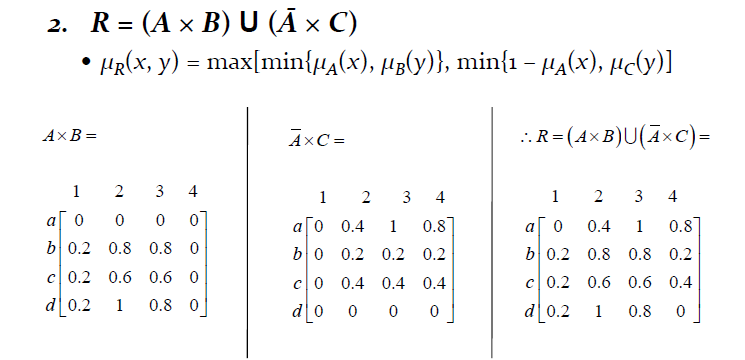 2. R = (A × B) U (Ā × C)
• μR(x, y) = max[min{μA(x), μB(y)}, min{1 – μA(x), μC(y)]
A×B =
1 2 3 4
a[0 0 0 0]
b[0.2 0.8 0.8 0]
c[0.2 0.6 0.6 0]
d[0.2 1 0.8 0]
A̅×C =
1 2 3 4
a[0 0.4 1 0.8]
b[0 0.2 0.2 0.2]
c[0 0.4 0.4 0.4]
d[0 0 0 0]
∴R=(A×B)∪(A̅×C)=
1 2 3 4
a[0 0.4 1 0.8]
b[0.2 0.8 0.8 0.2]
c[0.2 0.6 0.6 0.4]
d[0.2 1 0.8 0]